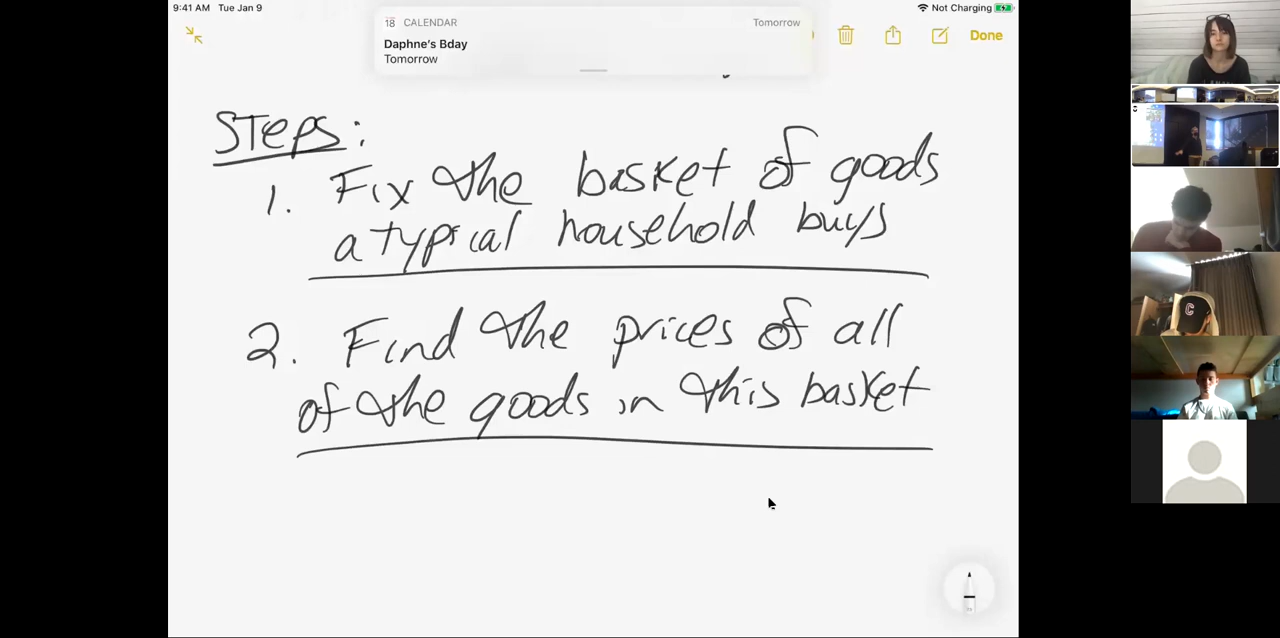 9:41 AM Tue Jan 9
Not Charging
18 CALENDAR
Tomorrow
Daphne's Bday
Tomorrow
Done
Steps:
1. Fix the basket of goods
a typical household buys
2. Find the prices of all
of the goods in this basket
C